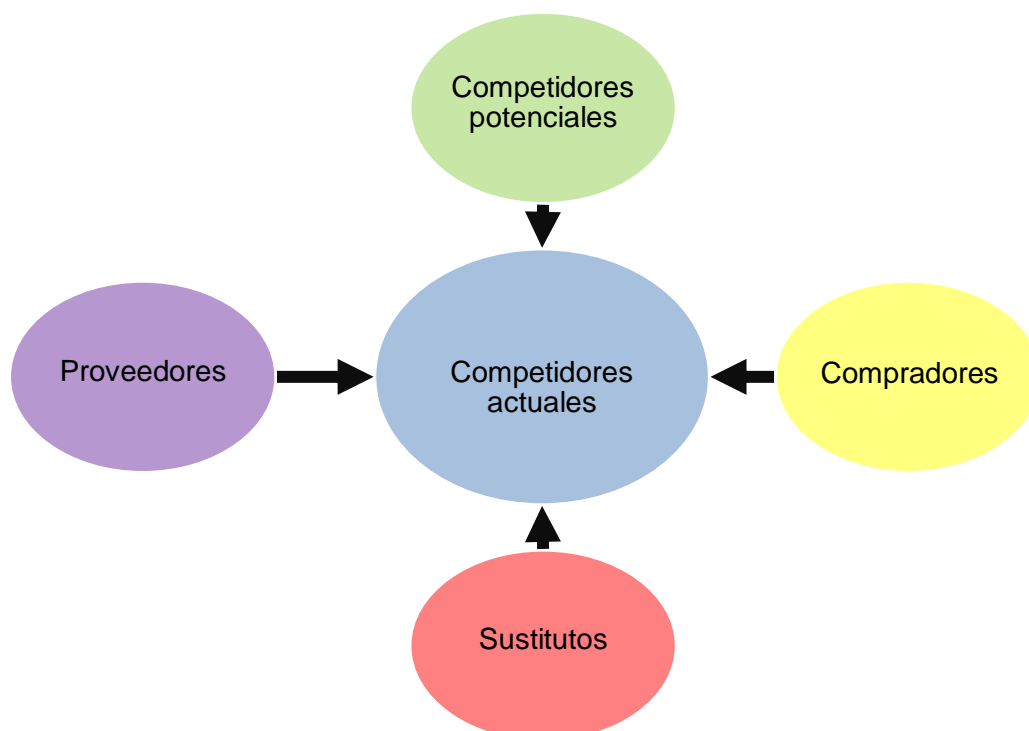 Competidores
potenciales
Proveedores
Competidores
actuales
Compradores
Sustitutos